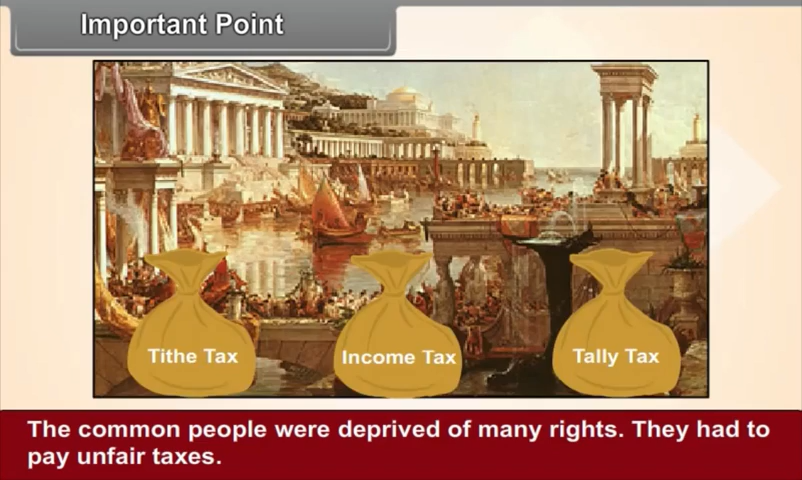 Important Point
Tithe Tax
Income Tax
Tally Tax
The common people were deprived of many rights. They had to
pay unfair taxes.